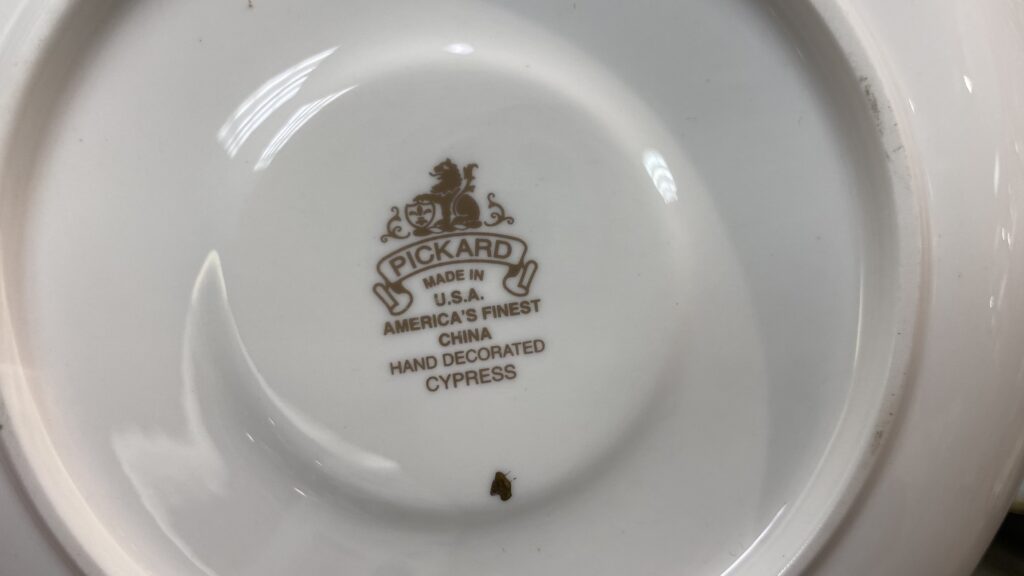 PICKARD
MADE IN
U.S.A.
AMERICA'S FINEST
CHINA
HAND DECORATED
CYPRESS